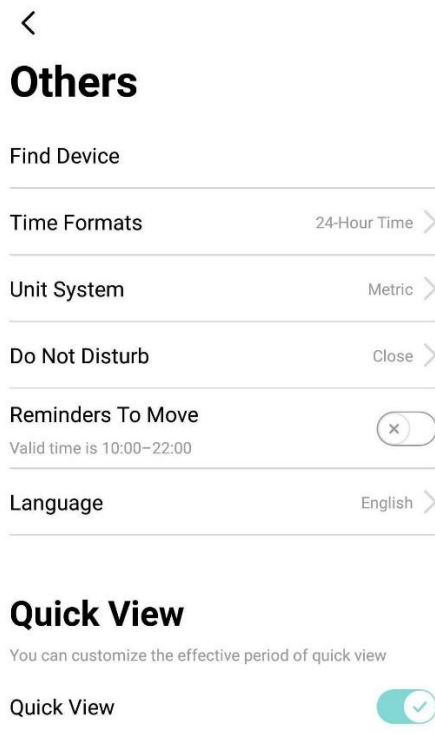 Others
Find Device
Time Formats 24-Hour Time
Unit System Metric
Do Not Disturb Close
Reminders To Move
Valid time is 10:00–22:00
Language English
Quick View
You can customize the effective period of quick view
Quick View